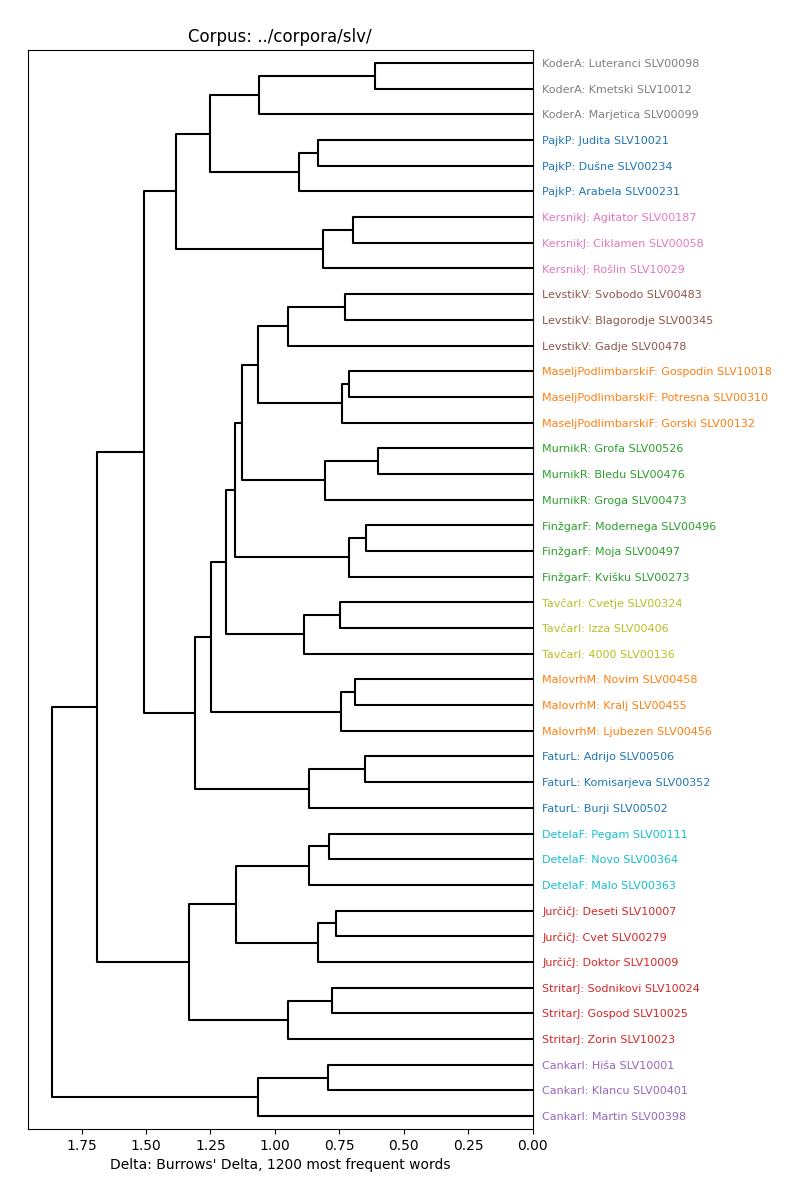 Corpus: ../corpora/slv/
KoderA: Luteranci SLV00098
KoderA: Kmetski SLV10012
KoderA: Marjetica SLV00099
PajkP: Judita SLV10021
PajkP: Dušne SLV00234
PajkP: Arabela SLV00231
KersnikJ: Agitator SLV00187
KersnikJ: Ciklamen SLV00058
KersnikJ: Rošlin SLV10029
LevstikV: Svobodo SLV00483
LevstikV: Blagorodje SLV00345
LevstikV: Gadje SLV00478
MaseljPodlimbarskiF: Gospodin SLV10018
MaseljPodlimbarskiF: Potresna SLV00310
MaseljPodlimbarskiF: Gorski SLV00132
MurnikR: Grofa SLV00526
MurnikR: Bledu SLV00476
MurnikR: Groga SLV00473
FinžgarF: Modernega SLV00496
FinžgarF: Moja SLV00497
FinžgarF: Kvišku SLV00273
TavčarI: Cvetje SLV00324
TavčarI: Izza SLV00406
TavčarI: 4000 SLV00136
MalovrhM: Novim SLV00458
MalovrhM: Kralj SLV00455
MalovrhM: Ljubezen SLV00456
FaturL: Adrijo SLV00506
FaturL: Komisarjeva SLV00352
FaturL: Burji SLV00502
DetelaF: Pegam SLV00111
DetelaF: Novo SLV00364
DetelaF: Malo SLV00363
JurčičJ: Deseti SLV10007
JurčičJ: Cvet SLV00279
JurčičJ: Doktor SLV10009
StritarJ: Sodnikovi SLV10024
StritarJ: Gospod SLV10025
StritarJ: Zorin SLV10023
CankarI: Hiša SLV10001
CankarI: Klancu SLV00401
CankarI: Martin SLV00398
1.75 1.50 1.25 1.00 0.75 0.50 0.25 0.00
Delta: Burrows' Delta, 1200 most frequent words